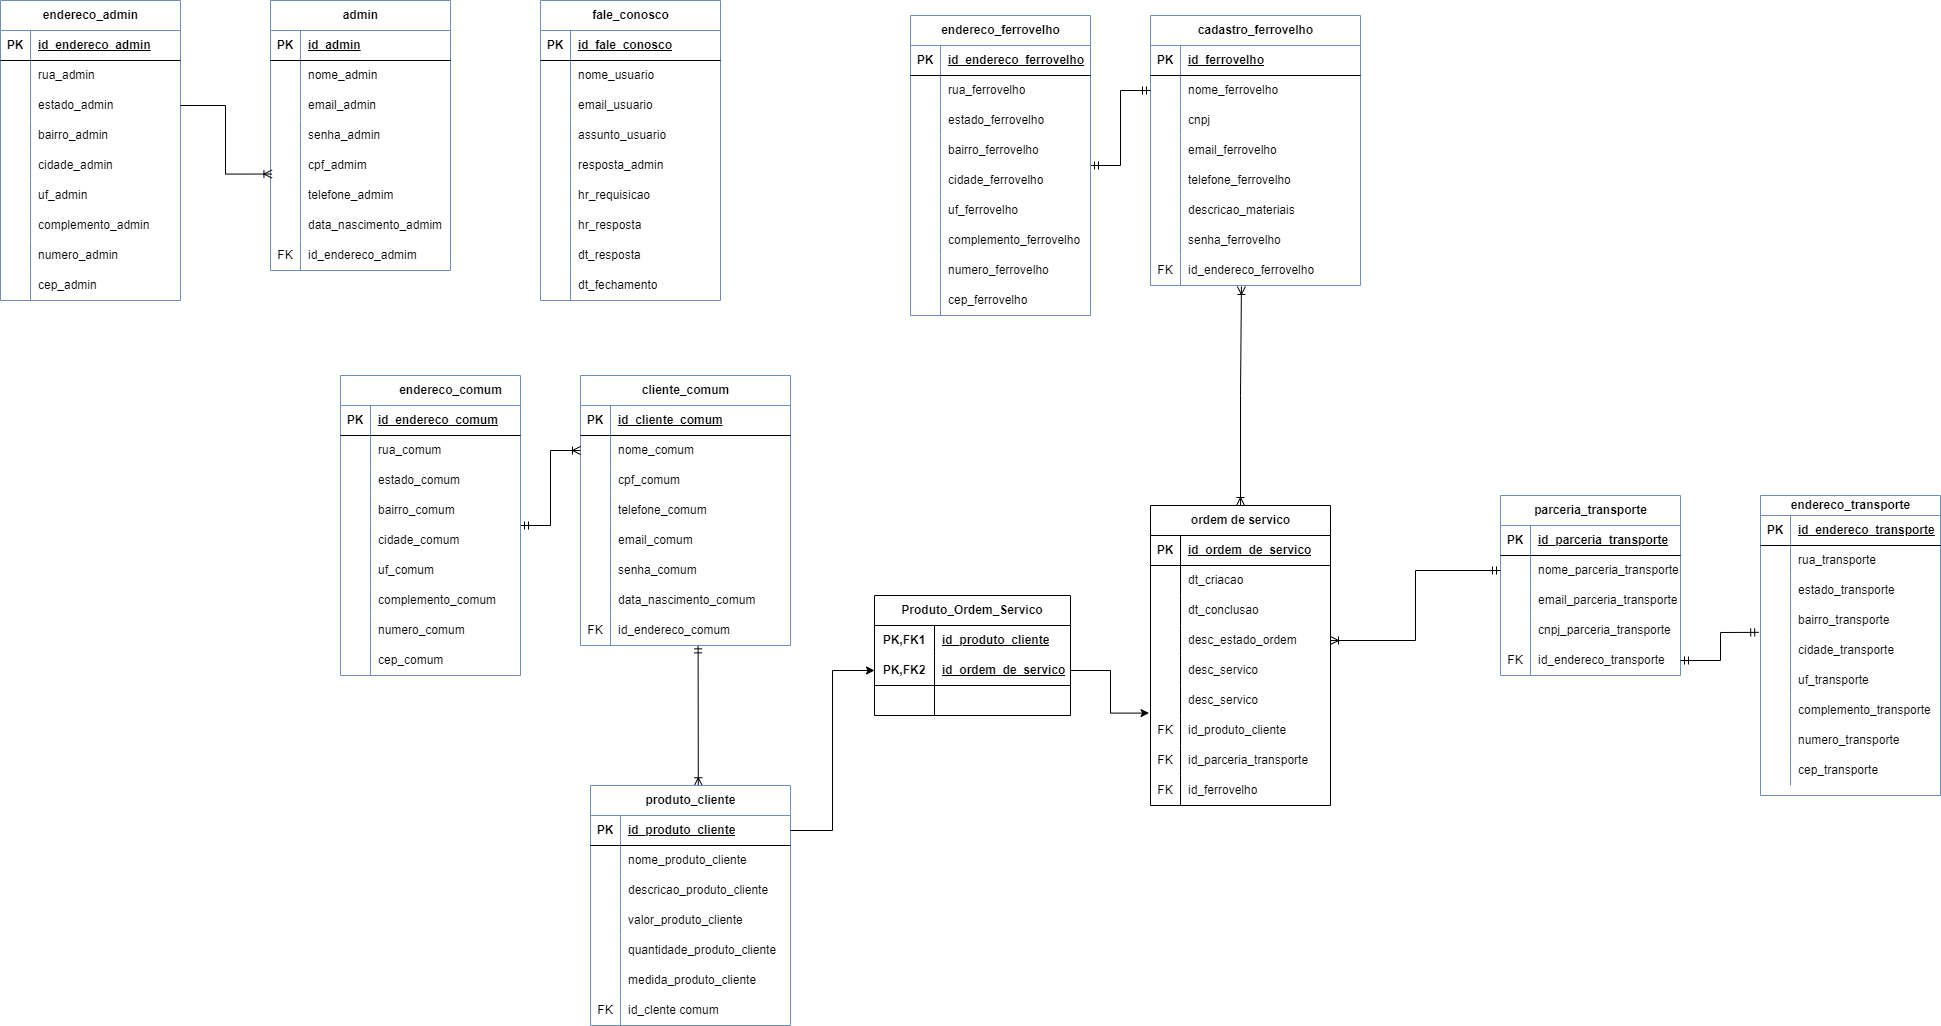 endereco_admin
PK id_endereco_admin
rua_admin
estado_admin
bairro_admin
cidade_admin
uf_admin
complemento_admin
numero_admin
cep_admin
admin
PK id_admin
nome_admin
email_admin
senha_admin
cpf_admim
telefone_admim
data_nascimento_admim
FK id_endereco_admim
fale_conosco
PK id_fale_conosco
nome_usuario
email_usuario
assunto_usuario
resposta_admin
hr_requisicao
hr_resposta
dt_resposta
dt_fechamento
endereco_ferrovelho
PK id_endereco_ferrovelho
rua_ferrovelho
estado_ferrovelho
bairro_ferrovelho
cidade_ferrovelho
uf_ferrovelho
complemento_ferrovelho
numero_ferrovelho
cep_ferrovelho
cadastro_ferrovelho
PK id_ferrovelho
nome_ferrovelho
cnpj
email_ferrovelho
telefone_ferrovelho
descricao_materiais
senha_ferrovelho
FK id_endereco_ferrovelho
endereco_comum
PK id_endereco_comum
rua_comum
estado_comum
bairro_comum
cidade_comum
uf_comum
complemento_comum
numero_comum
cep_comum
cliente_comum
PK id_cliente_comum
nome_comum
cpf_comum
telefone_comum
email_comum
senha_comum
data_nascimento_comum
FK id_endereco_comum
Produto_Ordem_Servico
PK,FK1 id_produto_cliente
PK,FK2 id_ordem_de_servico
ordem de servico
PK id_ordem_de_servico
dt_criacao
dt_conclusao
desc_estado_ordem
desc_servico
desc_servico
FK id_produto_cliente
FK id_parceria_transporte
FK id_ferrovelho
parceria_transporte
PK id_parceria_transporte
nome_parceria_transporte
email_parceria_transporte
cnpj_parceria_transporte
FK id_endereco_transporte
endereco_transporte
PK id_endereco_transporte
rua_transporte
estado_transporte
bairro_transporte
cidade_transporte
uf_transporte
complemento_transporte
numero_transporte
cep_transporte
produto_cliente
PK id_produto_cliente
nome_produto_cliente
descricao_produto_cliente
valor_produto_cliente
quantidade_produto_cliente
medida_produto_cliente
FK id_clente comum